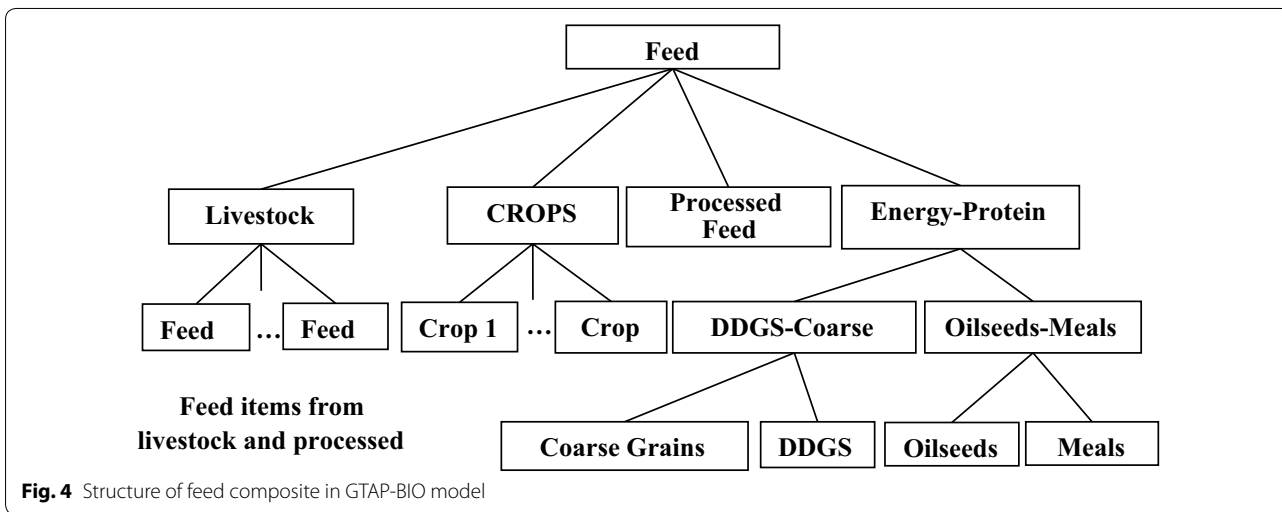 Feed
Livestock
CROPS
Processed
Feed
Energy-Protein
Feed
...
Feed
Crop 1
...
Crop
DDGS-Coarse
Oilseeds-Meals
Feed items from
livestock and processed
Coarse Grains
DDGS
Oilseeds
Meals
Fig. 4 Structure of feed composite in GTAP-BIO model